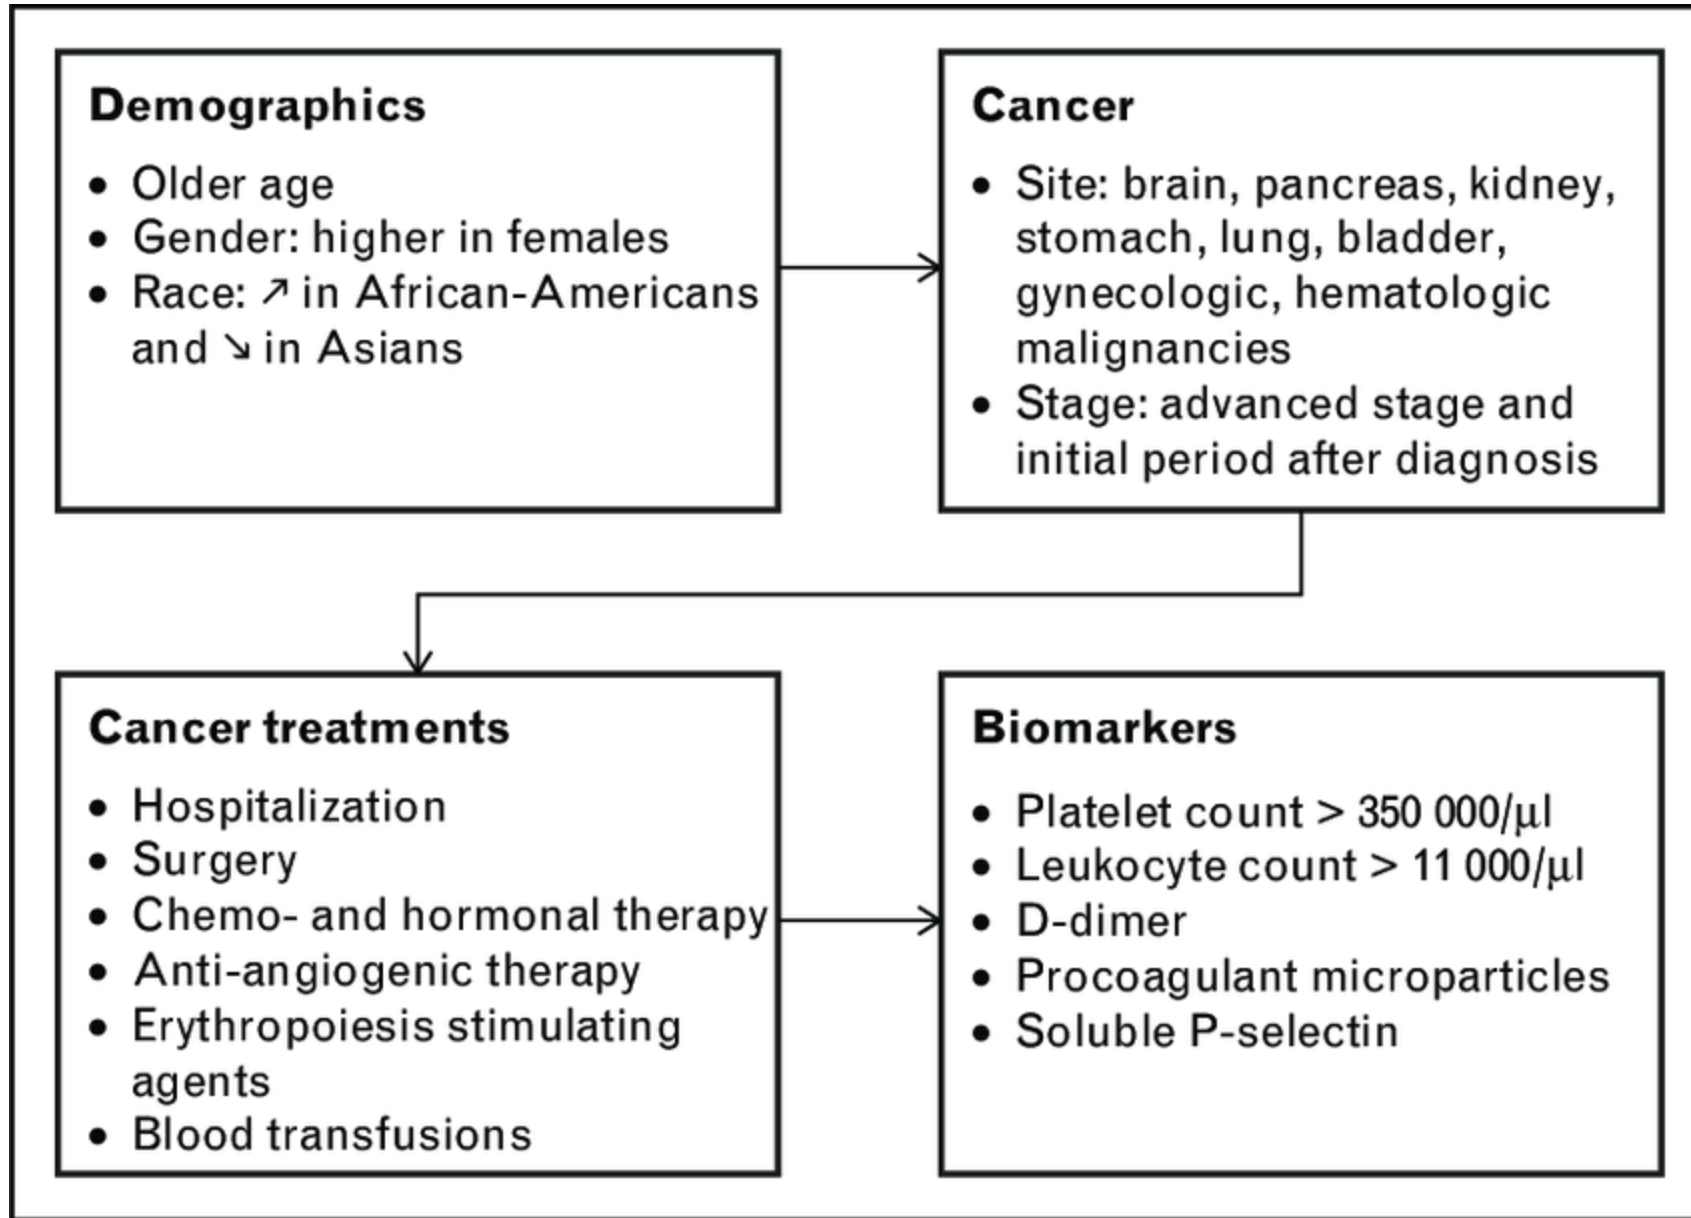 Demographics
• Older age
• Gender: higher in females
• Race: ↗ in African-Americans
and ↘ in Asians
Cancer
• Site: brain, pancreas, kidney,
stomach, lung, bladder,
gynecologic, hematologic
malignancies
• Stage: advanced stage and
initial period after diagnosis
Cancer treatments
• Hospitalization
• Surgery
• Chemo- and hormonal therapy
• Anti-angiogenic therapy
• Erythropoiesis stimulating
agents
• Blood transfusions
Biomarkers
• Platelet count > 350 000/μl
• Leukocyte count > 11 000/μl
• D-dimer
• Procoagulant microparticles
• Soluble P-selectin